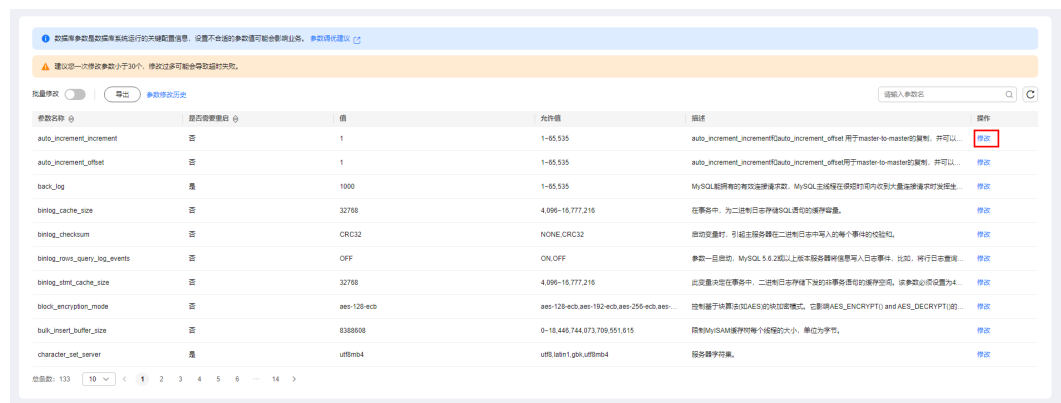 数据库参数是数据库系统运行的关键配置信息，设置不合适的参数值可能会影响业务。 参数调优建议
建议您一次修改参数小于30个，修改过多可能会导致超时失败。
批量修改 导出 参数修改历史 请输入参数名
参数名称 是否需要重启 值 允许值 描述 操作
auto_increment_increment 否 1 1-65,535 auto_increment_increment和auto_increment_offset 用于master-to-master的复制，并可以... 修改
auto_increment_offset 否 1 1-65,535 auto_increment_increment和auto_increment_offset用于master-to-master的复制，并可以... 修改
back_log 是 1000 1-65,535 MySQL能拥有的有效连接请求数，MySQL主线程在很短时间内收到大量连接请求时发挥生... 修改
binlog_cache_size 否 32768 4,096-16,777,216 在事务中，为二进制日志存储SQL语句的缓存容量。 修改
binlog_checksum 否 CRC32 NONE,CRC32 启动变量时，引起主服务器在二进制日志中写入的每个事件的校验和。 修改
binlog_rows_query_log_events 否 OFF ON,OFF 参数一旦启动，MySQL 5.6.2或以上版本服务器将信息写入日志事件，比如，将行日志查询... 修改
binlog_stmt_cache_size 否 32768 4,096-16,777,216 此变量决定在事务中，二进制日志存储下发的非事务语句的缓存空间。该参数必须设置为4... 修改
block_encryption_mode 否 aes-128-ecb aes-128-ecb,aes-192-ecb,aes-256-ecb,aes-... 控制基于块算法(如AES)的块加密模式。它影响AES_ENCRYPT() and AES_DECRYPT()的... 修改
bulk_insert_buffer_size 否 8388608 0-18,446,744,073,709,551,615 限制MyISAM缓存树每个线程的大小，单位为字节。 修改
character_set_server 是 utf8mb4 utf8,latin1,gbk,utf8mb4 服务器字符集。 修改
总条数：133 10 < 1 2 3 4 5 6 ... 14 >